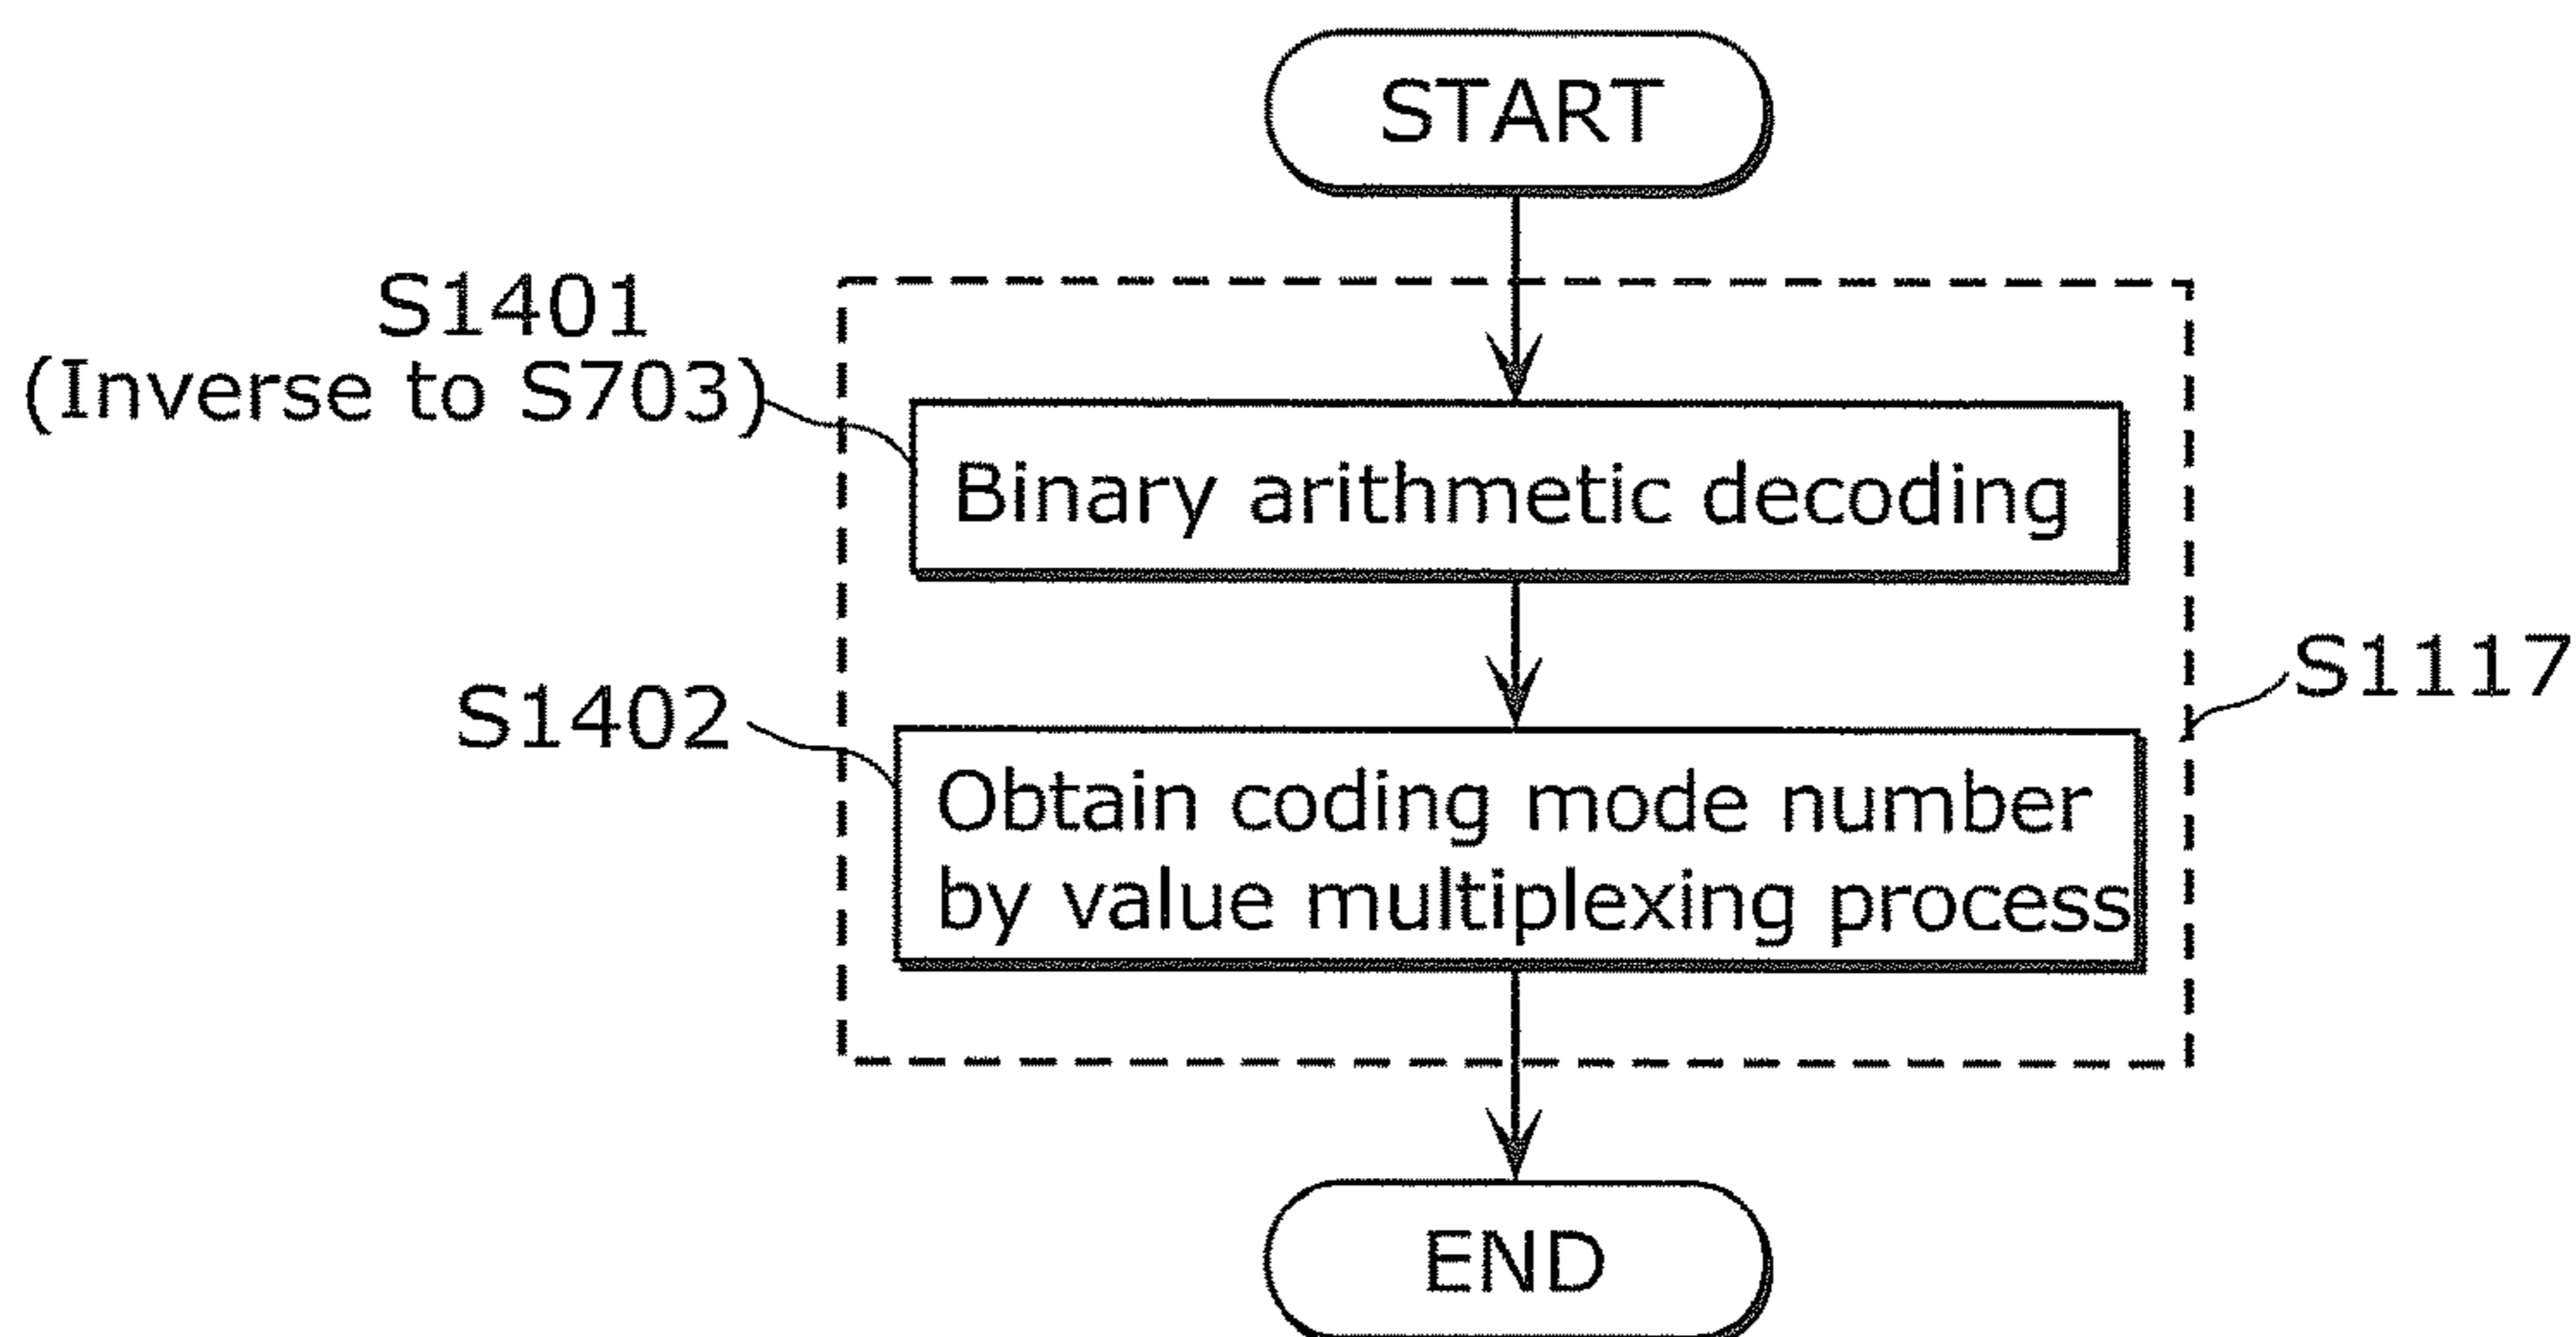 START
S1401
(Inverse to S703)
Binary arithmetic decoding
S1117
S1402
Obtain coding mode number
by value multiplexing process
END